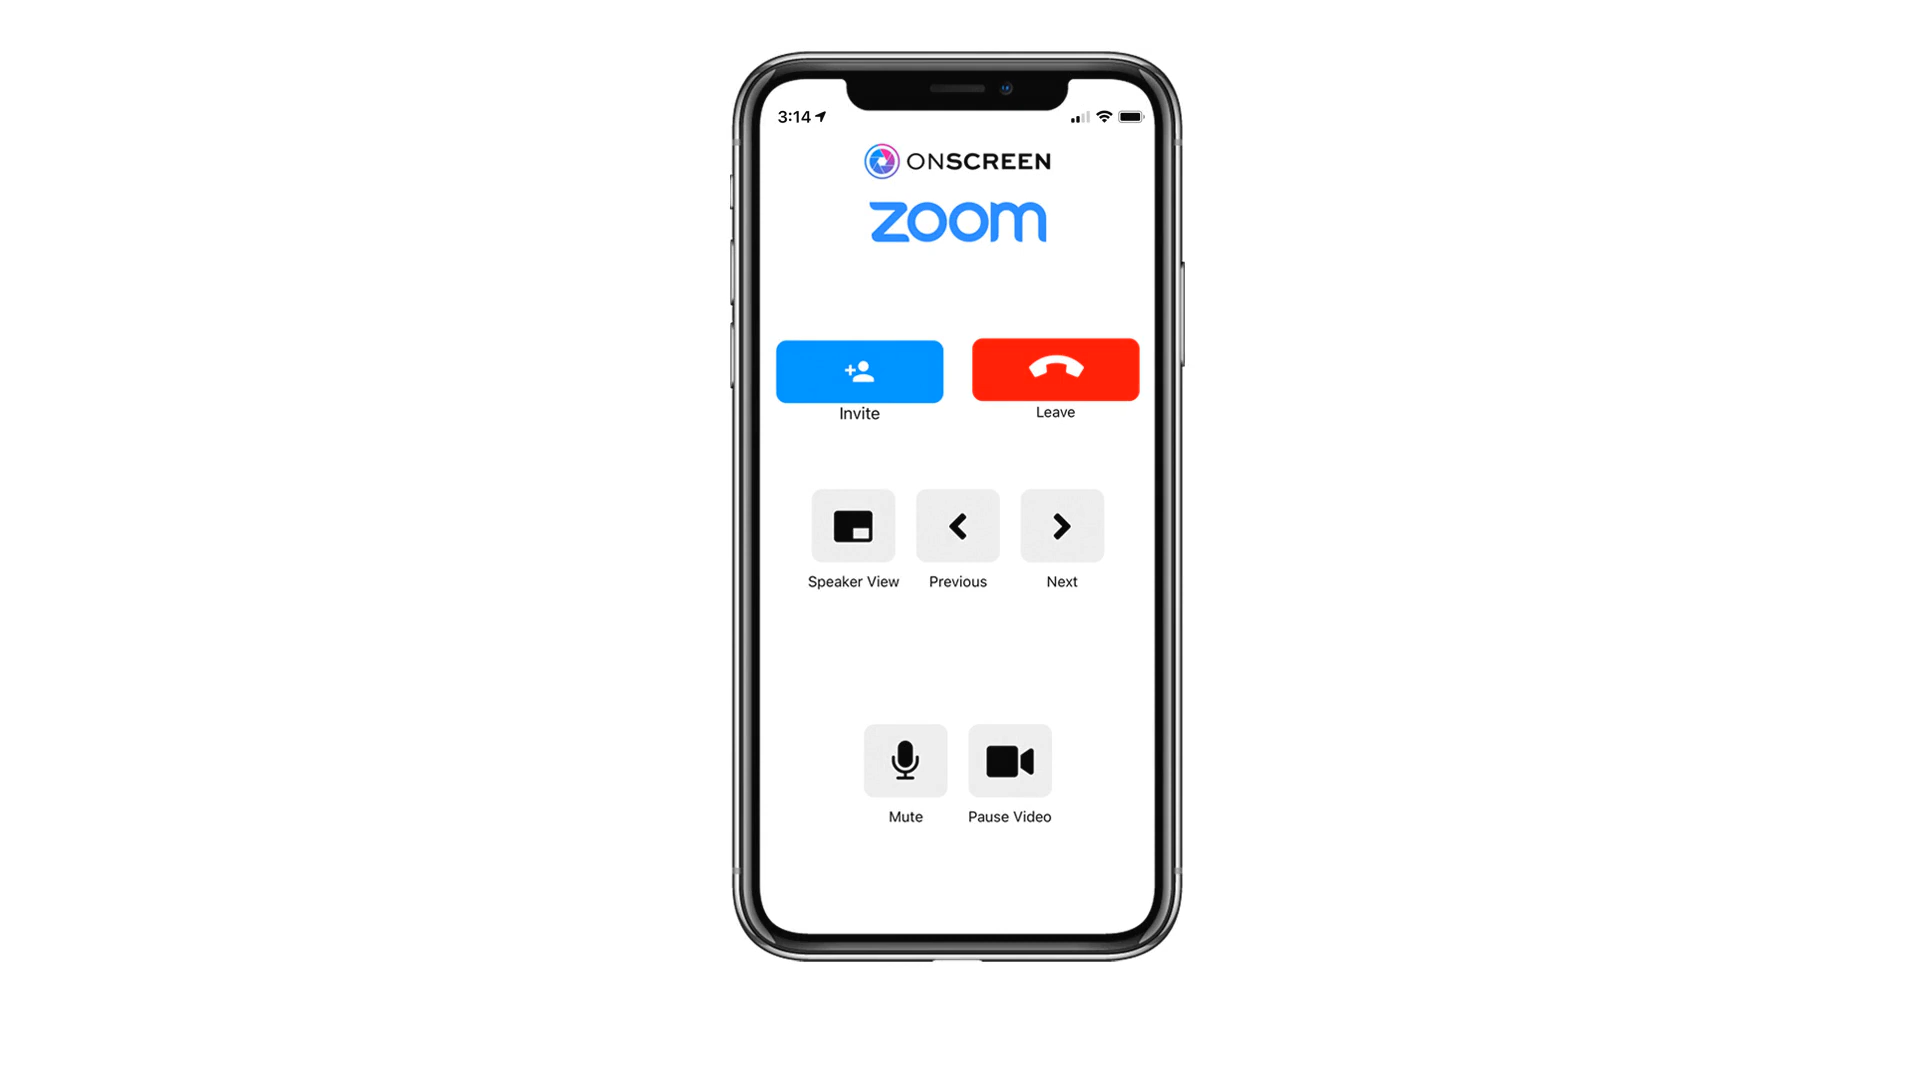 3:14
ONSCREEN
zoom
Invite
Leave
Speaker View
Previous
Next
Mute
Pause Video